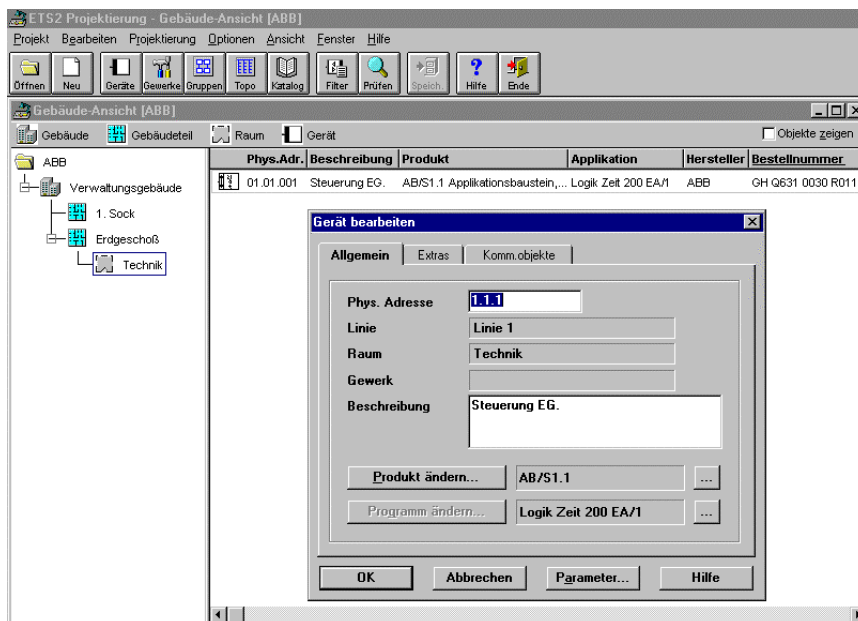 ETS2 Projektierung - Gebäude-Ansicht [ABB]
Projekt Bearbeiten Projektierung Optionen Ansicht Fenster Hilfe
Öffnen Neu Geräte Gewerke Gruppen Topo Katalog Filter Prüfen Speich. Hilfe Ende
Gebäude-Ansicht [ABB]
Gebäude Gebäudeteil Raum Gerät Objekte zeigen
ABB
Verwaltungsgebäude
1. Sock
Erdgeschoß
Technik
Phys.Adr. Beschreibung Produkt Applikation Hersteller Bestellnummer
01.01.001 Steuerung EG. AB/S1.1 Applikationsbaustein,... Logik Zeit 200 EA/1 ABB GH Q631 0030 R011
Gerät bearbeiten
Allgemein Extras Komm.objekte
Phys. Adresse 1.1.1
Linie Linie 1
Raum Technik
Gewerk
Beschreibung Steuerung EG.
Produkt ändern... AB/S1.1 ...
Programm ändern... Logik Zeit 200 EA/1 ...
OK Abbrechen Parameter... Hilfe